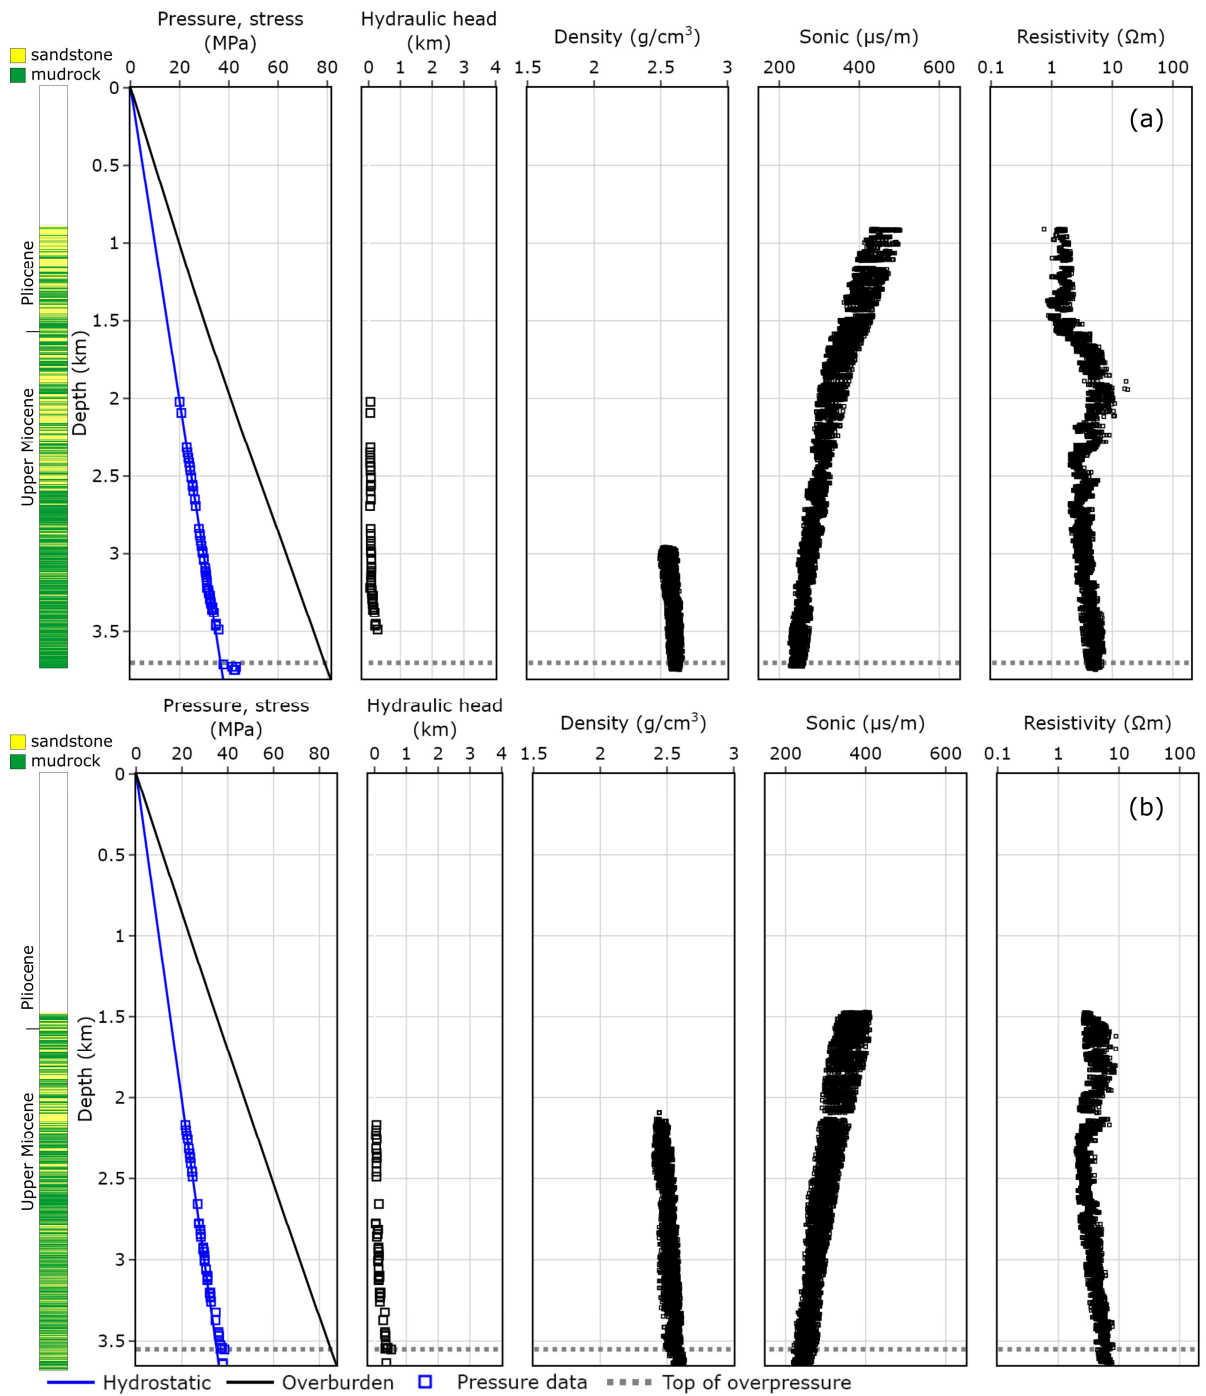 Pressure, stress
(MPa)
Hydraulic head
(km)
Density (g/cm³)
Sonic (μs/m)
Resistivity (Ωm)
sandstone
mudrock
0 20 40 60 80
0 1 2 3 4
1.5 2 2.5 3
200 400 600
0.1 1 10 100
(a)
0
0.5
1
1.5
2
2.5
3
3.5
Depth (km)
Pliocene
Upper Miocene
Pressure, stress
(MPa)
Hydraulic head
(km)
Density (g/cm³)
Sonic (μs/m)
Resistivity (Ωm)
sandstone
mudrock
0 20 40 60 80
0 1 2 3 4
1.5 2 2.5 3
200 400 600
0.1 1 10 100
(b)
0
0.5
1
1.5
2
2.5
3
3.5
Depth (km)
Pliocene
Upper Miocene
Hydrostatic Overburden Pressure data Top of overpressure